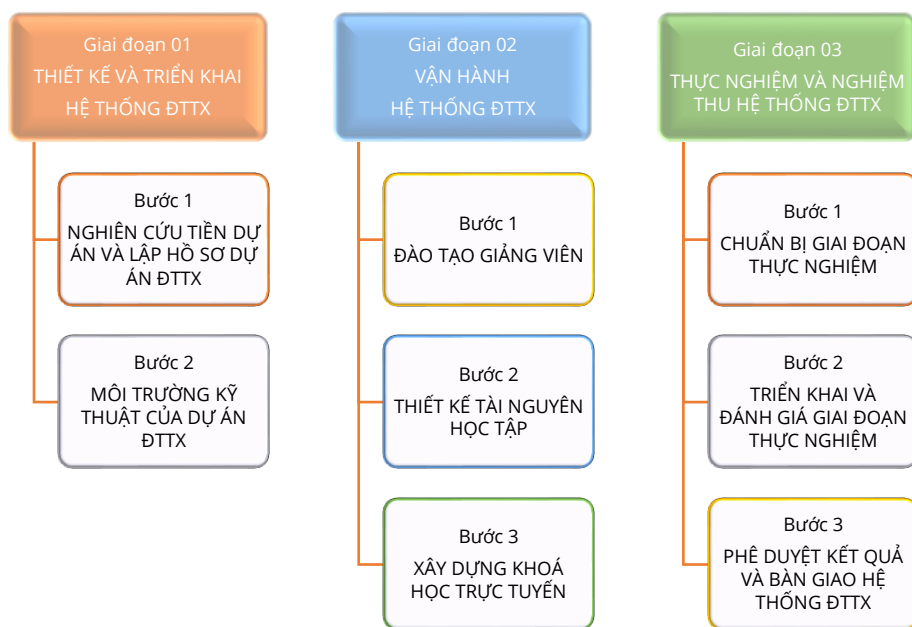 Giai đoạn 01
THIẾT KẾ VÀ TRIỂN KHAI
HỆ THỐNG ĐTTX
Bước 1
NGHIÊN CỨU TIỀN DỰ
ÁN VÀ LẬP HỒ SƠ DỰ
ÁN ĐTTX
Bước 2
MÔI TRƯỜNG KỸ
THUẬT CỦA DỰ ÁN
ĐTTX
Giai đoạn 02
VẬN HÀNH
HỆ THỐNG ĐTTX
Bước 1
ĐÀO TẠO GIẢNG VIÊN
Bước 2
THIẾT KẾ TÀI NGUYÊN
HỌC TẬP
Bước 3
XÂY DỰNG KHOÁ
HỌC TRỰC TUYẾN
Giai đoạn 03
THỰC NGHIỆM VÀ NGHIỆM
THU HỆ THỐNG ĐTTX
Bước 1
CHUẨN BỊ GIAI ĐOẠN
THỰC NGHIỆM
Bước 2
TRIỂN KHAI VÀ
ĐÁNH GIÁ GIAI ĐOẠN
THỰC NGHIỆM
Bước 3
PHÊ DUYỆT KẾT QUẢ
VÀ BÀN GIAO HỆ
THỐNG ĐTTX